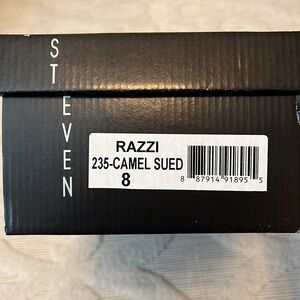 STEVEN
RAZZI
235-CAMEL SUED
8
8 87914 91895 5